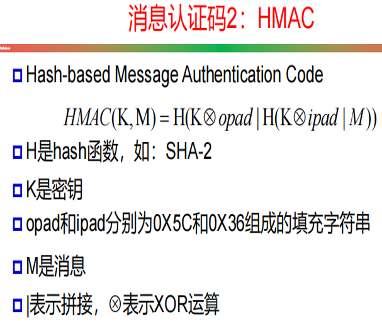 消息认证码2：HMAC
Hash-based Message Authentication Code
HMAC(K,M)=H(K⊗opad|H(K⊗ipad|M))
H是hash函数，如：SHA-2
K是密钥
opad和ipad分别为0X5C和0X36组成的填充字符串
M是消息
|表示拼接，⊗表示XOR运算